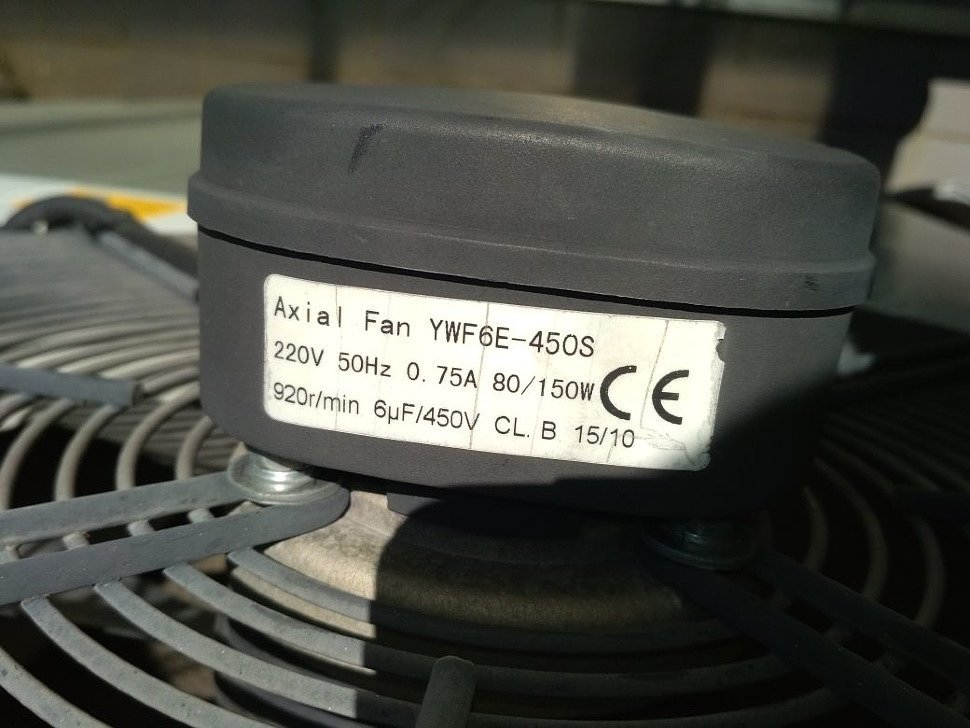 Axial Fan YWF6E-450S
220V 50Hz 0.75A 80/150W CE
920r/min 6µF/450V CL.B 15/10